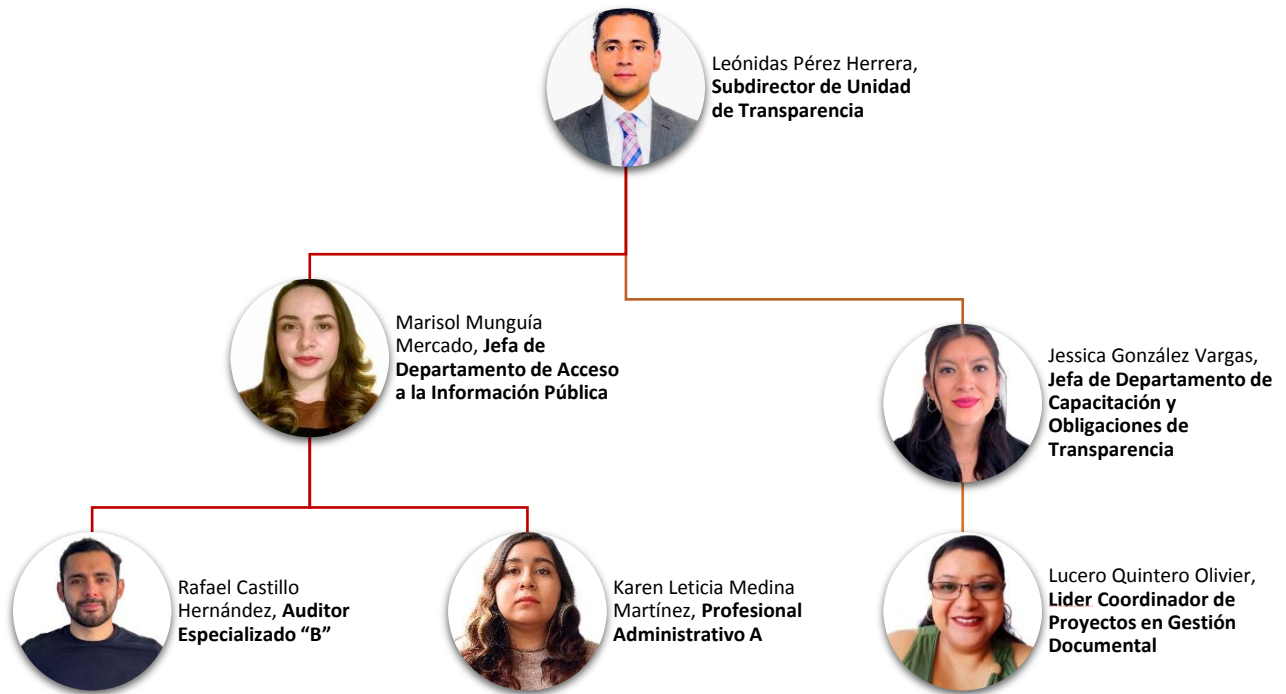 Leónidas Pérez Herrera,
Subdirector de Unidad
de Transparencia
Marisol Munguía
Mercado, Jefa de
Departamento de Acceso
a la Información Pública
Jessica González Vargas,
Jefa de Departamento de
Capacitación y
Obligaciones de
Transparencia
Rafael Castillo
Hernández, Auditor
Especializado “B”
Karen Leticia Medina
Martínez, Profesional
Administrativo A
Lucero Quintero Olivier,
Lider Coordinador de
Proyectos en Gestión
Documental